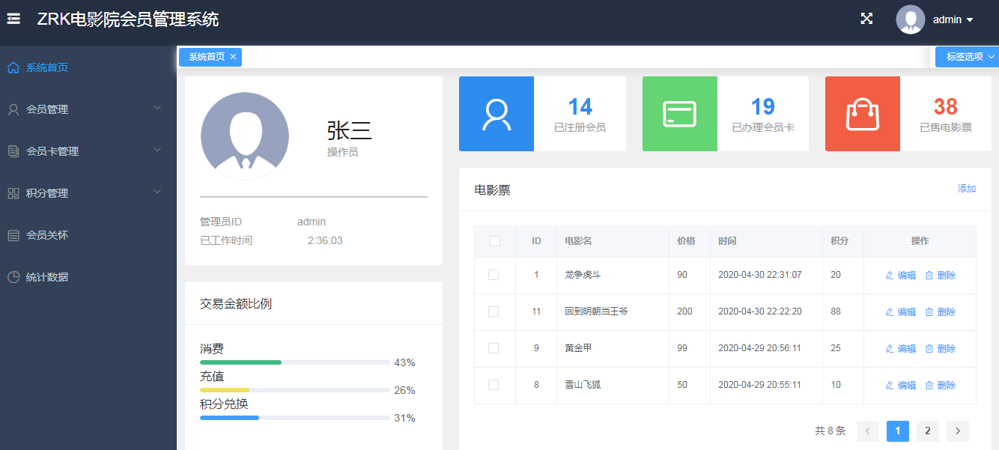 ZRK电影院会员管理系统
admin
系统首页
会员管理
会员卡管理
积分管理
会员关怀
统计数据
系统首页 ×
标签选项
张三
操作员
管理员ID admin
已工作时间 2:36:03
交易金额比例
消费
43%
充值
26%
积分兑换
31%
14
已注册会员
19
已办理会员卡
38
已售电影票
电影票 添加
ID 电影名 价格 时间 积分 操作
1 龙争虎斗 90 2020-04-30 22:31:07 20 编辑 删除
11 回到明朝当王爷 200 2020-04-30 22:22:20 88 编辑 删除
9 黄金甲 99 2020-04-29 20:56:11 25 编辑 删除
8 雪山飞狐 50 2020-04-29 20:55:11 10 编辑 删除
共 8 条 < 1 2 >